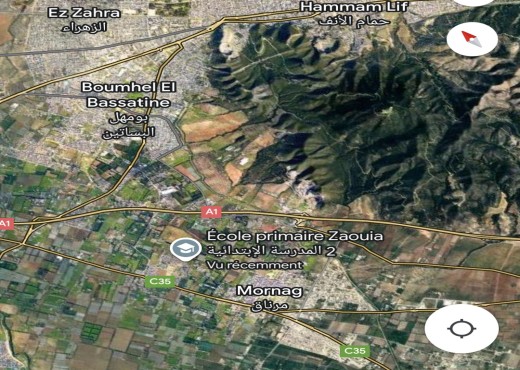 Ez Zahra
الزهراء
Hammam Lif
حمام الأنف
Boumhel El
Bassatine
بومهل
البساتين
A1
A1
École primaire Zaouia
2 المدرسة الإبتدائية
Vu récemment
C35
Mornag
مرناق
C35